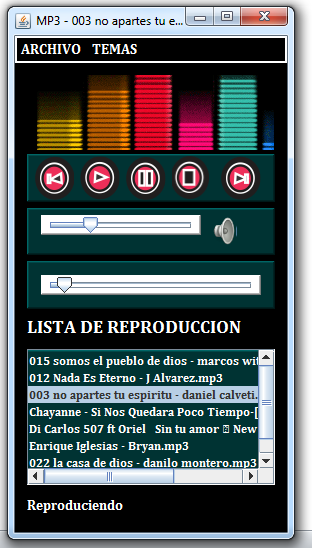 MP3 - 003 no apartes tu e...
ARCHIVO TEMAS
LISTA DE REPRODUCCION
015 somos el pueblo de dios - marcos wit
012 Nada Es Eterno - J Alvarez.mp3
003 no apartes tu espiritu - daniel calveti.
Chayanne - Si Nos Quedara Poco Tiempo-[
Di Carlos 507 ft Oriel Sin tu amor ▯ New
Enrique Iglesias - Bryan.mp3
022 la casa de dios - danilo montero.mp3
Reproduciendo